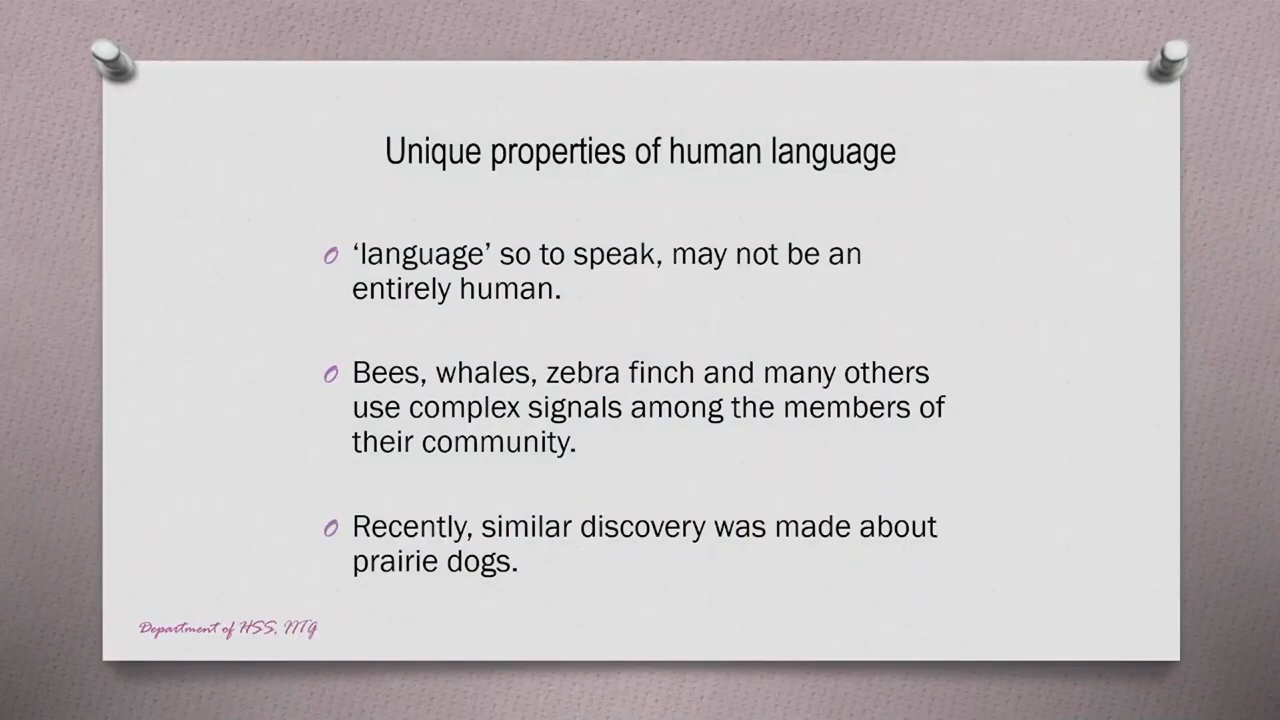 Unique properties of human language
‘language’ so to speak, may not be an
entirely human.
Bees, whales, zebra finch and many others
use complex signals among the members of
their community.
Recently, similar discovery was made about
prairie dogs.
Department of HSS, IITG